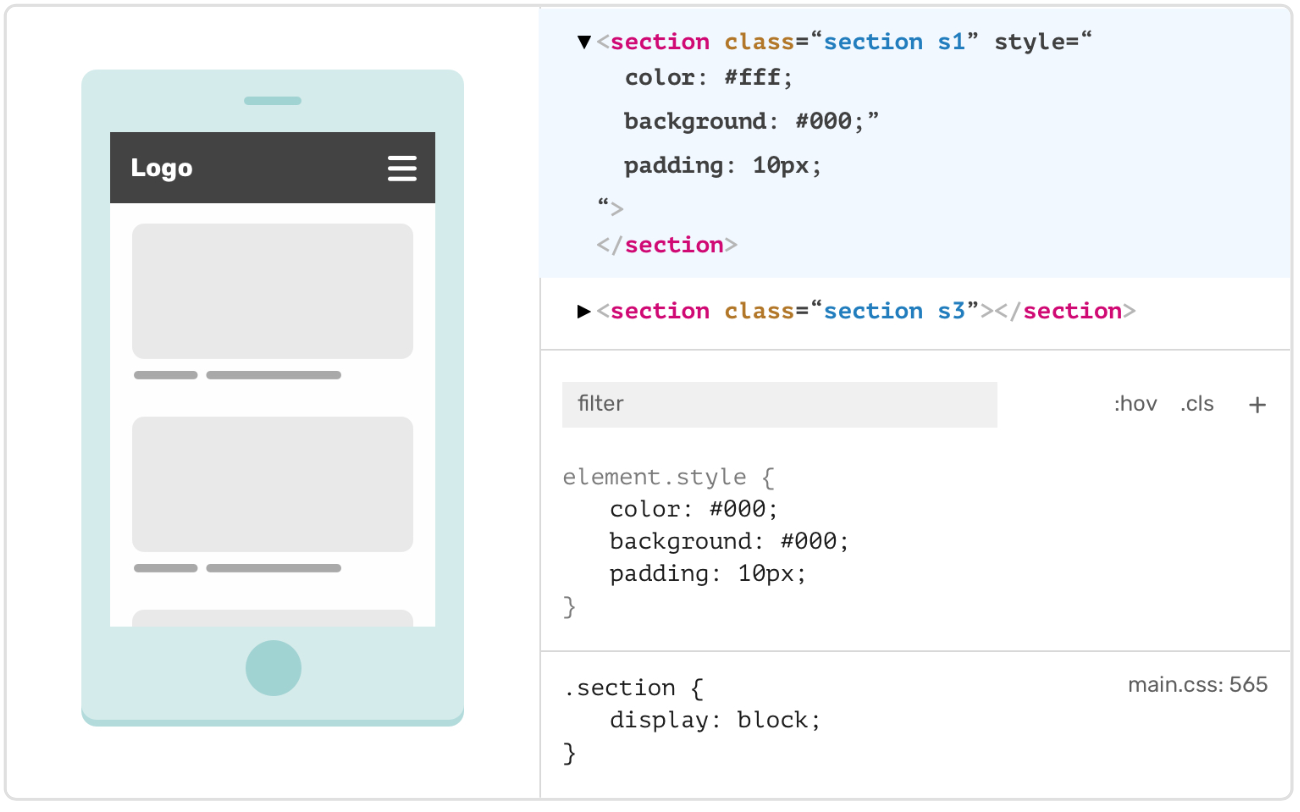 Logo
▼<section class=“section s1” style=“
color: #fff;
background: #000;”
padding: 10px;
“>
</section>
▶<section class=“section s3”></section>
filter :hov .cls +
element.style {
color: #000;
background: #000;
padding: 10px;
}
.section { main.css: 565
display: block;
}